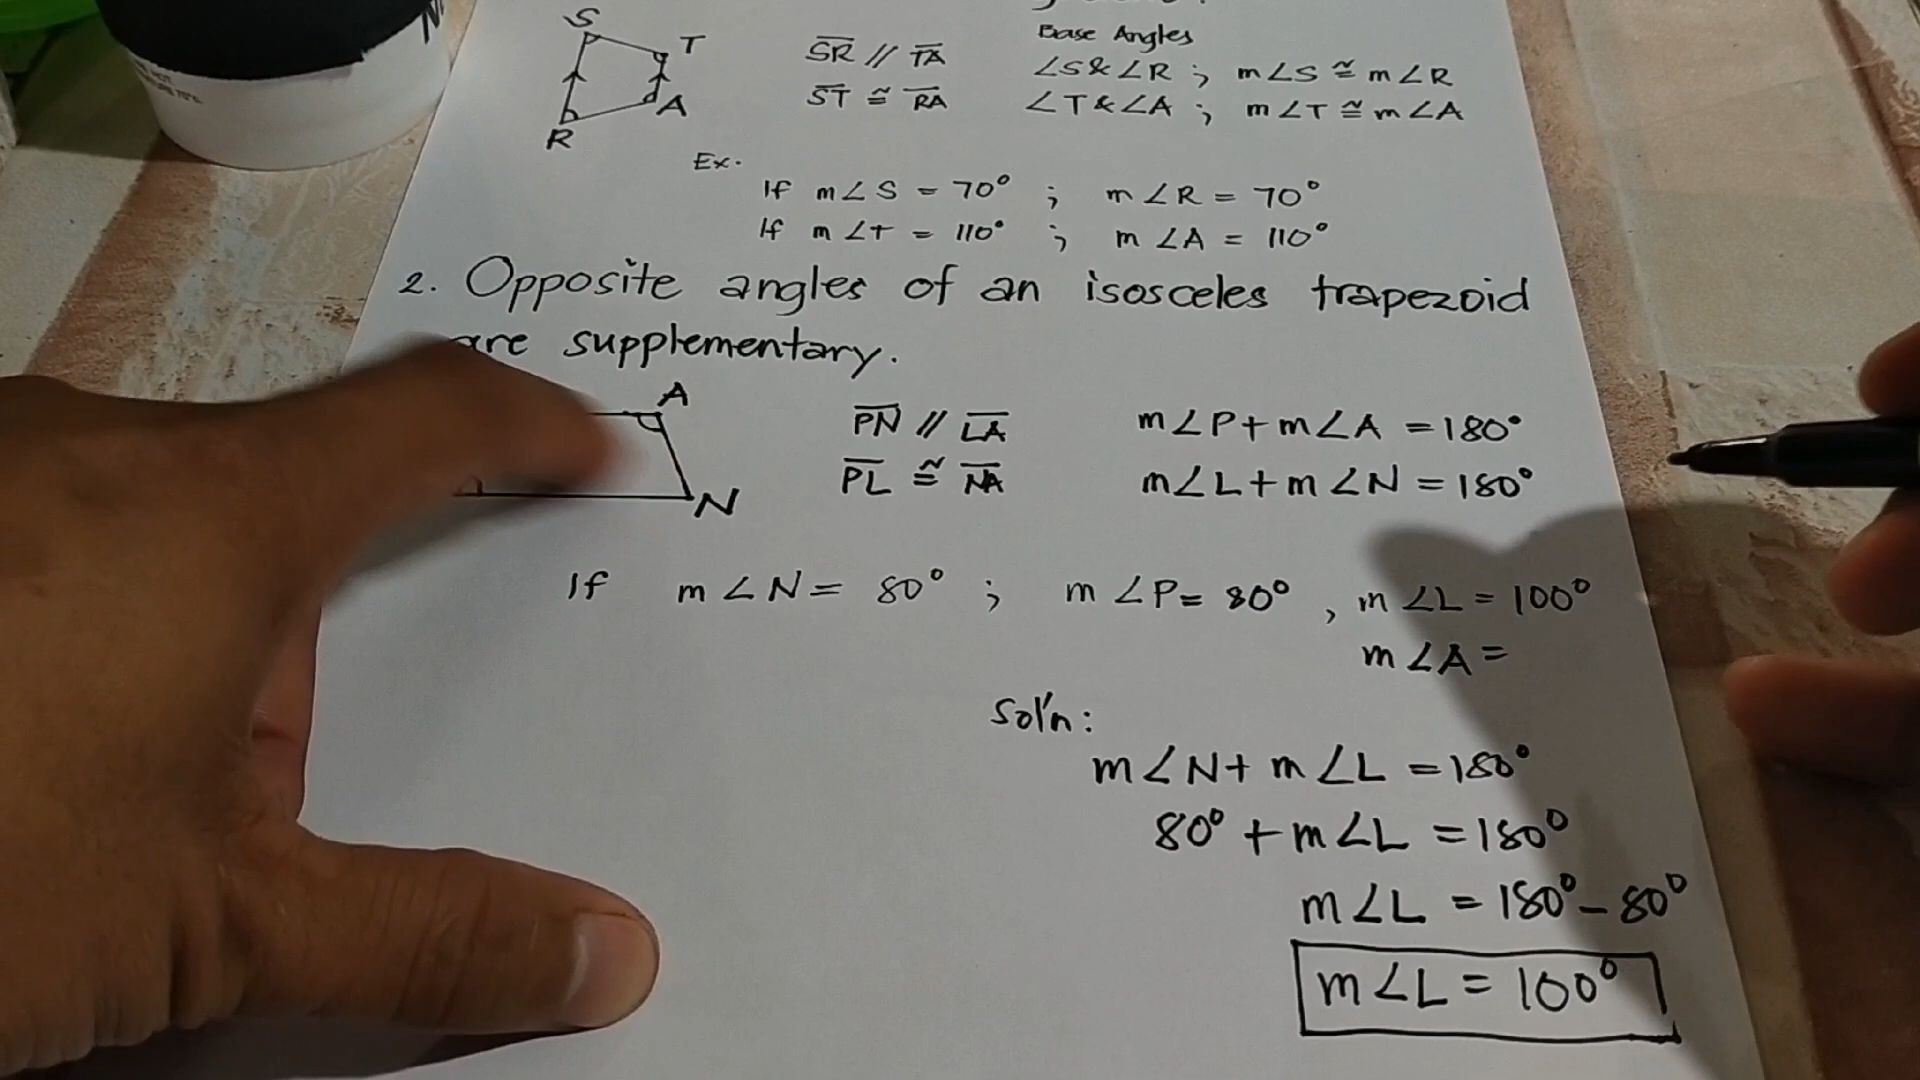 S
T
A
R
SR // TA
ST ≅ RA
Base Angles
∠S & ∠R ; m∠S ≅ m∠R
∠T & ∠A ; m∠T ≅ m∠A
Ex.
If m∠S = 70° ; m∠R = 70°
If m∠T = 110° ; m∠A = 110°
2. Opposite angles of an isosceles trapezoid
are supplementary.
A
N
PN // LA
PL ≅ NA
m∠P + m∠A = 180°
m∠L + m∠N = 180°
If m∠N = 80° ; m∠P = 80° , m∠L = 100°
m∠A =
Sol'n:
m∠N + m∠L = 180°
80° + m∠L = 180°
m∠L = 180° - 80°
m∠L = 100°